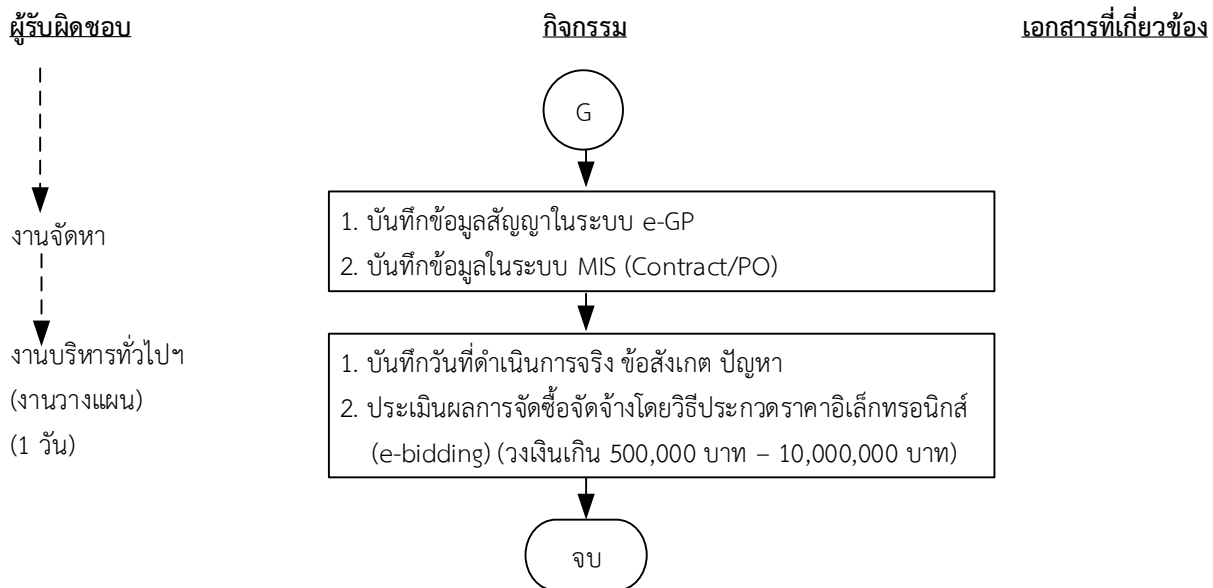 ผู้รับผิดชอบ
กิจกรรม
เอกสารที่เกี่ยวข้อง
G
งานจัดหา
1. บันทึกข้อมูลสัญญาในระบบ e-GP
2. บันทึกข้อมูลในระบบ MIS (Contract/PO)
งานบริหารทั่วไปฯ
(งานวางแผน)
(1 วัน)
1. บันทึกวันที่ดำเนินการจริง ข้อสังเกต ปัญหา
2. ประเมินผลการจัดซื้อจัดจ้างโดยวิธีประกวดราคาอิเล็กทรอนิกส์
(e-bidding) (วงเงินเกิน 500,000 บาท – 10,000,000 บาท)
จบ